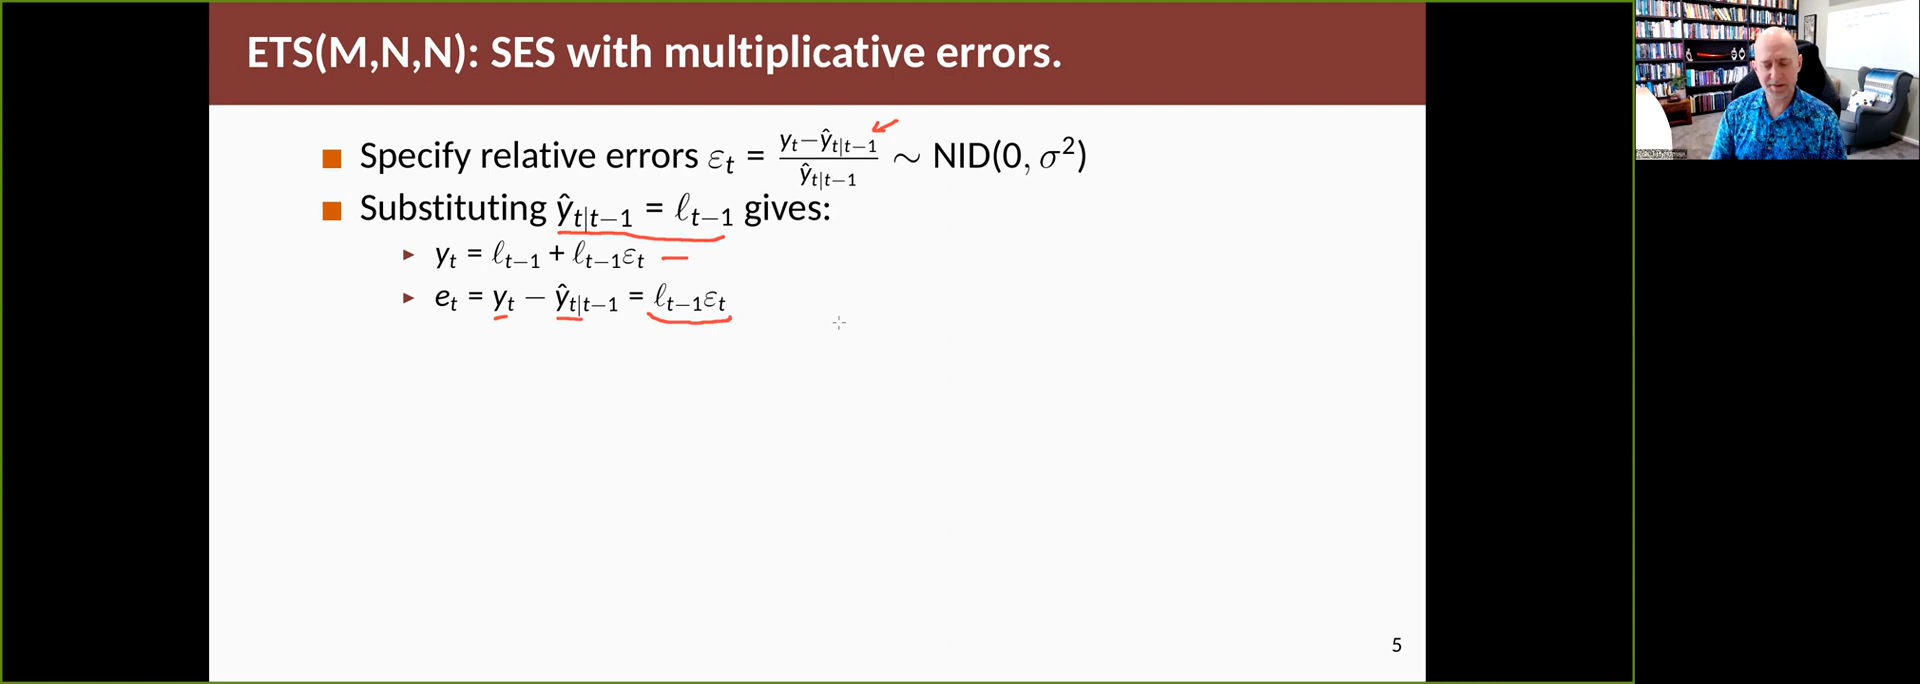 ETS(M,N,N): SES with multiplicative errors.
■ Specify relative errors εₜ = (yₜ−ŷₜ|ₜ₋₁)/ŷₜ|ₜ₋₁ ∼ NID(0, σ²)
■ Substituting ŷₜ|ₜ₋₁ = ℓₜ₋₁ gives:
▸ yₜ = ℓₜ₋₁ + ℓₜ₋₁εₜ
▸ eₜ = yₜ − ŷₜ|ₜ₋₁ = ℓₜ₋₁εₜ
5